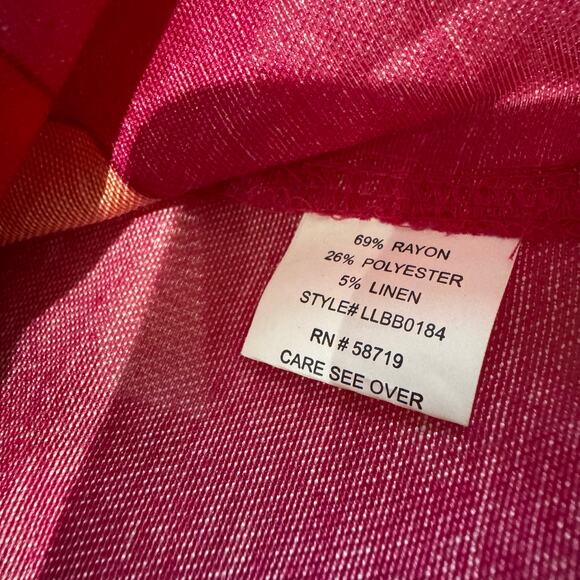 69% RAYON
26% POLYESTER
5% LINEN
STYLE# LLBB0184
RN # 58719
CARE SEE OVER